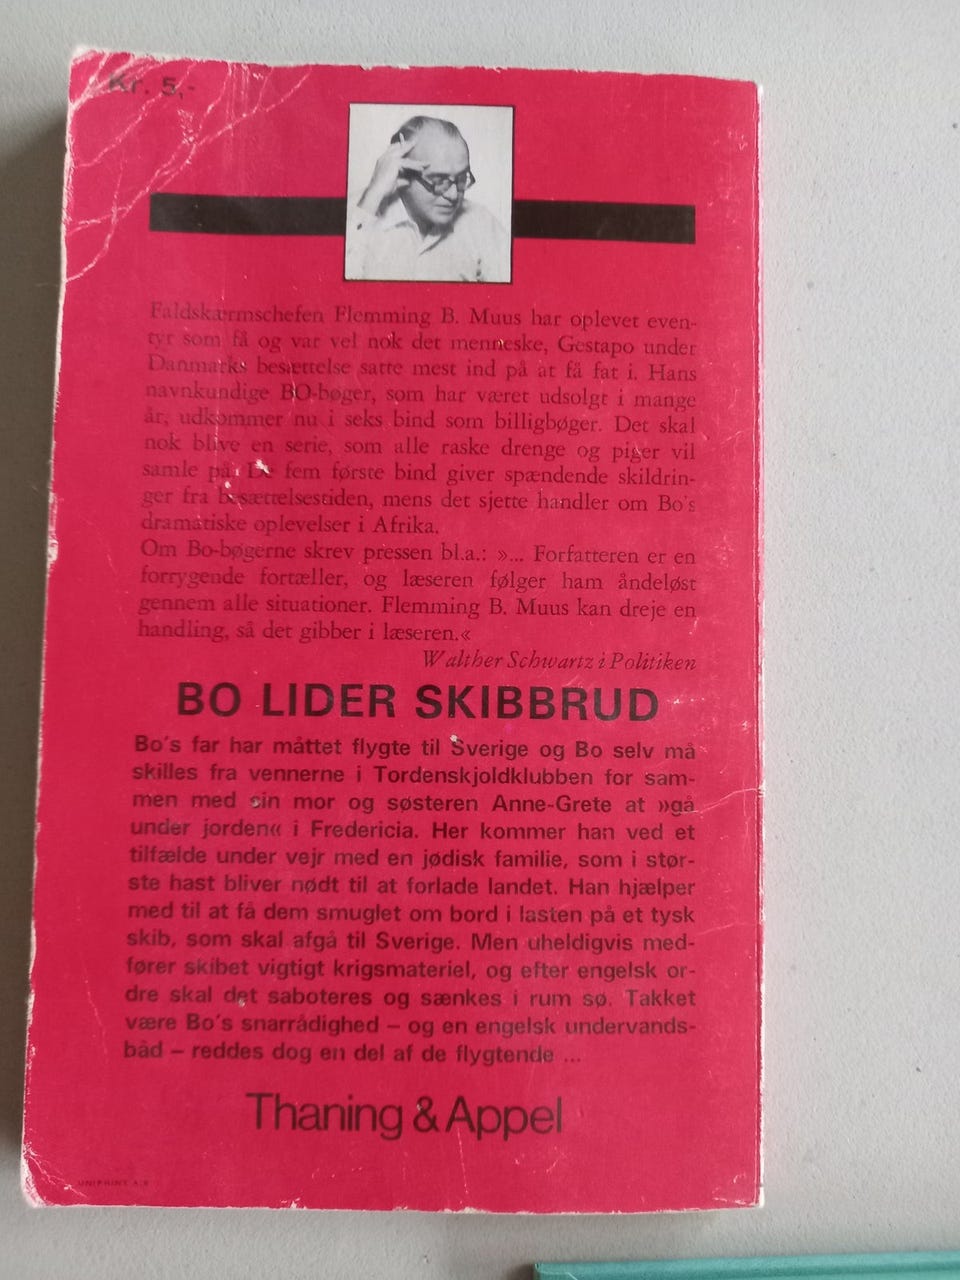 Kr. 5,-
Faldskærmschefen Flemming B. Muus har oplevet even-
tyr som få og var vel nok det menneske, Gestapo under
Danmarks besættelse satte mest ind på at få fat i. Hans
navnkundige BO-bøger, som har været udsolgt i mange
år, udkommer nu i seks bind som billigbøger. Det skal
nok blive en serie, som alle raske drenge og piger vil
samle på. De fem første bind giver spændende skildrin-
ger fra besættelsestiden, mens det sjette handler om Bo's
dramatiske oplevelser i Afrika.
Om Bo-bøgerne skrev pressen bl.a.: »... Forfatteren er en
forrygende fortæller, og læseren følger ham åndeløst
gennem alle situationer. Flemming B. Muus kan dreje en
handling, så det gibber i læseren.«
Walther Schwartz i Politiken
BO LIDER SKIBBRUD
Bo's far har måttet flygte til Sverige og Bo selv må
skilles fra vennerne i Tordenskjoldklubben for sam-
men med sin mor og søsteren Anne-Grete at »gå
under jorden« i Fredericia. Her kommer han ved et
tilfælde under vejr med en jødisk familie, som i stør-
ste hast bliver nødt til at forlade landet. Han hjælper
med til at få dem smuglet om bord i lasten på et tysk
skib, som skal afgå til Sverige. Men uheldigvis med-
fører skibet vigtigt krigsmateriel, og efter engelsk or-
dre skal det saboteres og sænkes i rum sø. Takket
være Bo's snarrådighed – og en engelsk undervands-
båd – reddes dog en del af de flygtende ...
Thaning & Appel
UNIPRINT A/S